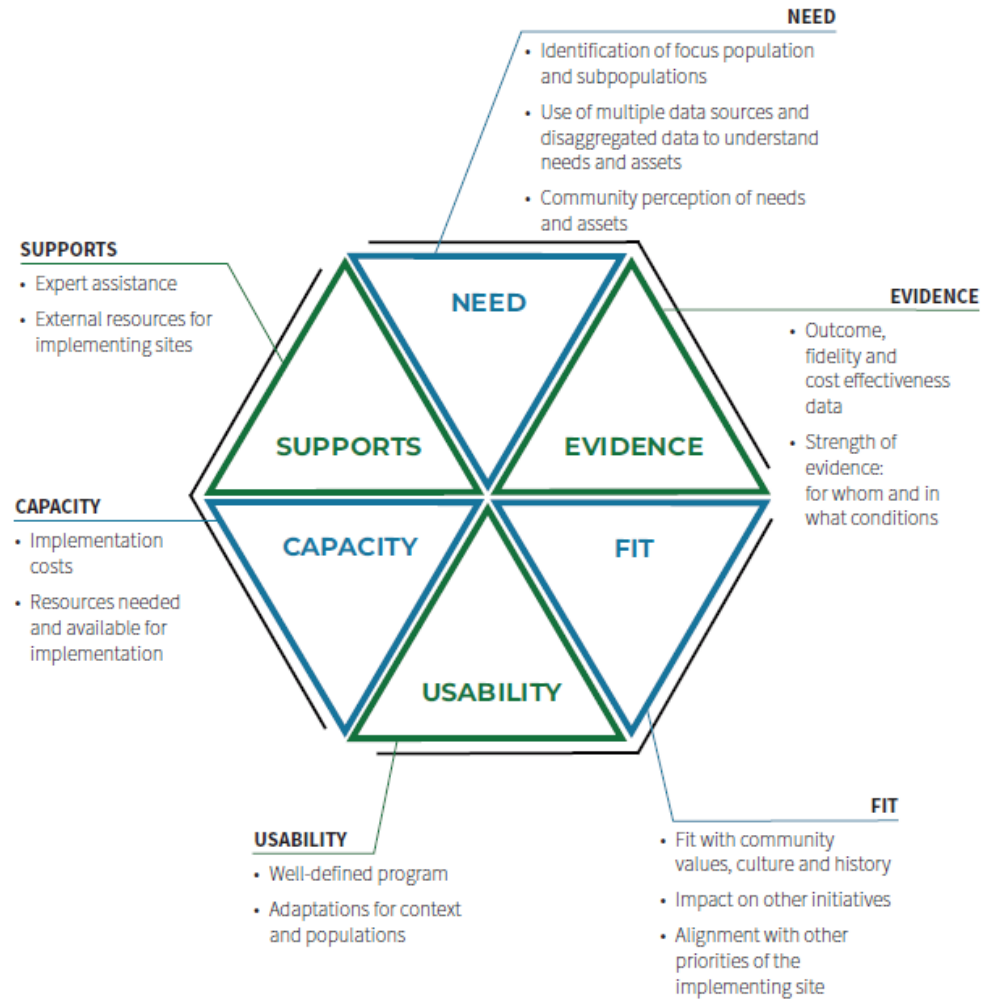 NEED
• Identification of focus population
and subpopulations
• Use of multiple data sources and
disaggregated data to understand
needs and assets
• Community perception of needs
and assets
SUPPORTS
• Expert assistance
• External resources for
implementing sites
EVIDENCE
• Outcome,
fidelity and
cost effectiveness
data
• Strength of
evidence:
for whom and in
what conditions
NEED
SUPPORTS
EVIDENCE
CAPACITY
FIT
USABILITY
CAPACITY
• Implementation
costs
• Resources needed
and available for
implementation
USABILITY
• Well-defined program
• Adaptations for context
and populations
FIT
• Fit with community
values, culture and history
• Impact on other initiatives
• Alignment with other
priorities of the
implementing site